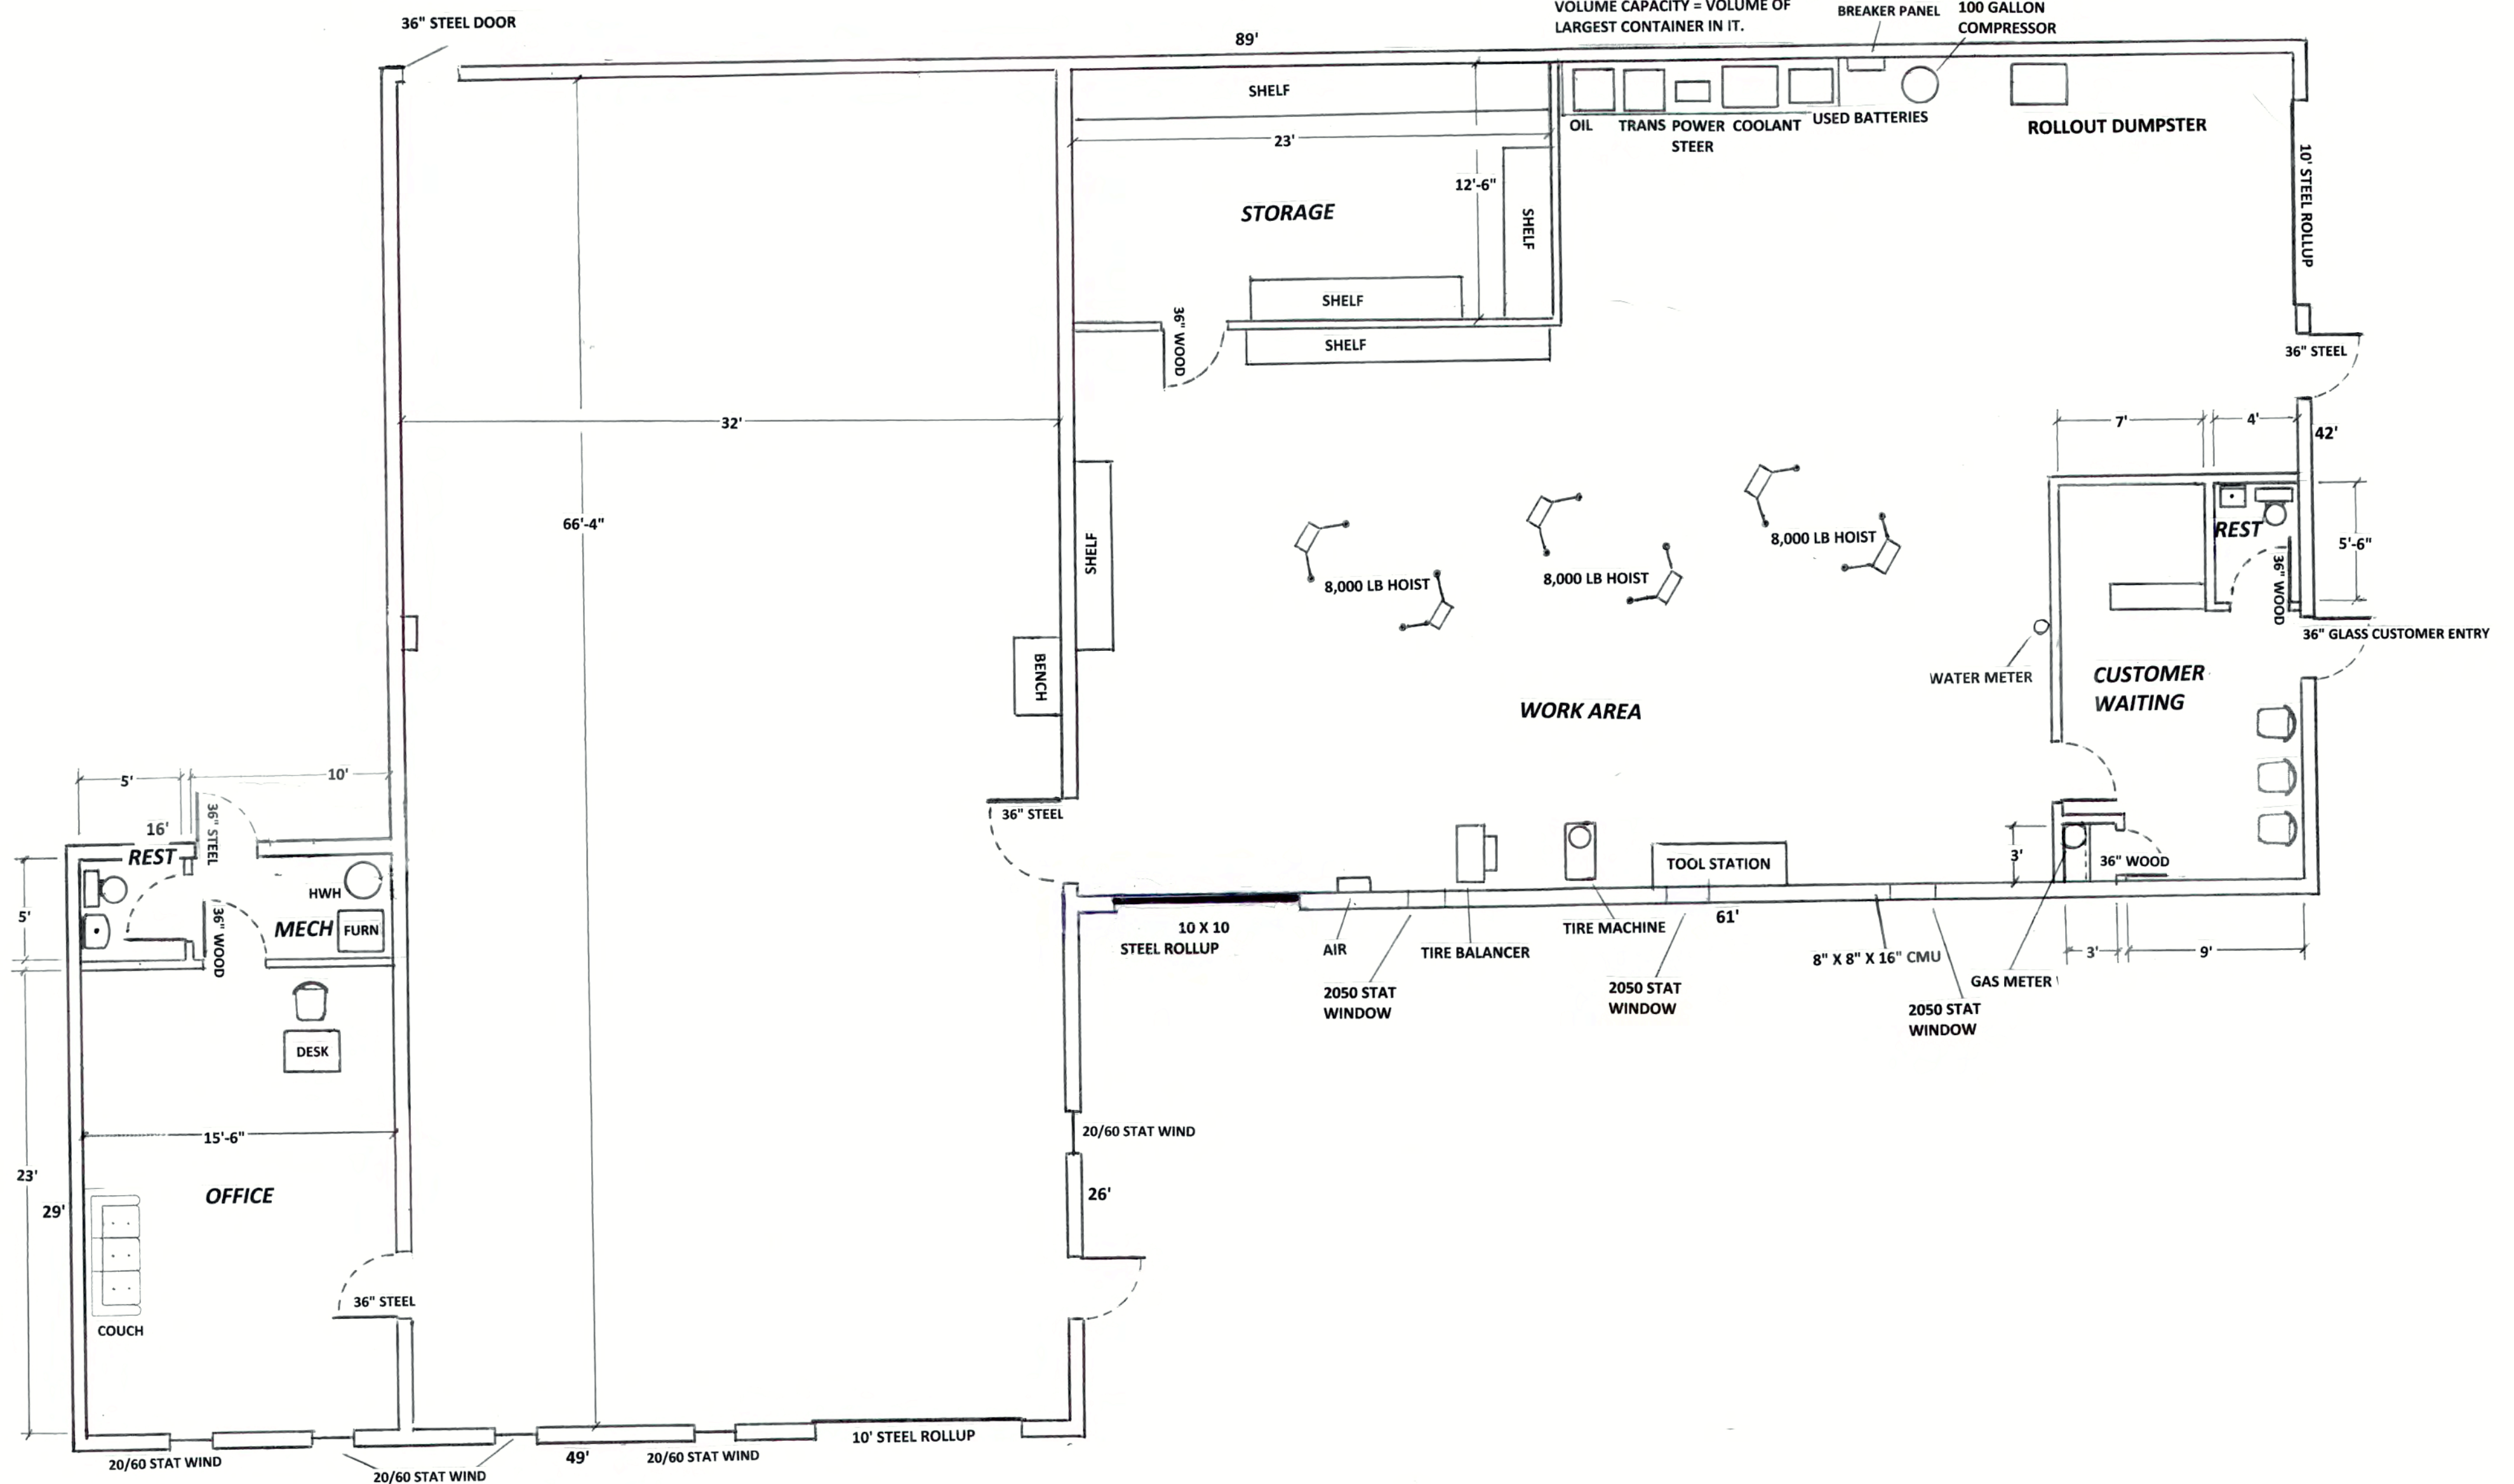 36" STEEL DOOR
89'
VOLUME CAPACITY = VOLUME OF
LARGEST CONTAINER IN IT.
BREAKER PANEL
100 GALLON
COMPRESSOR
SHELF
23'
12'-6"
STORAGE
SHELF
SHELF
36" WOOD
SHELF
OIL
TRANS
POWER
STEER
COOLANT
USED BATTERIES
ROLLOUT DUMPSTER
10' STEEL ROLLUP
36" STEEL
32'
66'-4"
SHELF
BENCH
36" STEEL
8,000 LB HOIST
8,000 LB HOIST
8,000 LB HOIST
WORK AREA
7'
4'
42'
REST
36" WOOD
5'-6"
36" GLASS CUSTOMER ENTRY
WATER METER
CUSTOMER
WAITING
3'
36" WOOD
TOOL STATION
10 X 10
STEEL ROLLUP
AIR
2050 STAT
WINDOW
TIRE BALANCER
TIRE MACHINE
2050 STAT
WINDOW
61'
8" X 8" X 16" CMU
2050 STAT
WINDOW
GAS METER
3'
9'
5'
10'
16'
36" STEEL
REST
HWH
MECH
FURN
36" WOOD
5'
DESK
15'-6"
OFFICE
23'
29'
COUCH
36" STEEL
20/60 STAT WIND
26'
20/60 STAT WIND
20/60 STAT WIND
49'
20/60 STAT WIND
10' STEEL ROLLUP